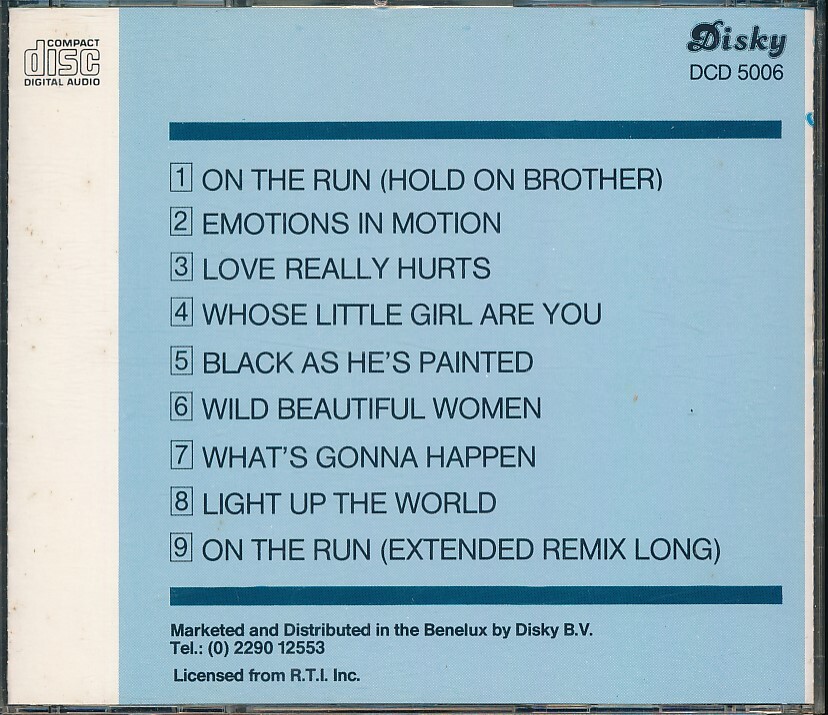 COMPACT
disc
DIGITAL AUDIO
Disky
DCD 5006
1 ON THE RUN (HOLD ON BROTHER)
2 EMOTIONS IN MOTION
3 LOVE REALLY HURTS
4 WHOSE LITTLE GIRL ARE YOU
5 BLACK AS HE'S PAINTED
6 WILD BEAUTIFUL WOMEN
7 WHAT'S GONNA HAPPEN
8 LIGHT UP THE WORLD
9 ON THE RUN (EXTENDED REMIX LONG)
Marketed and Distributed in the Benelux by Disky B.V.
Tel.: (0) 2290 12553
Licensed from R.T.I. Inc.